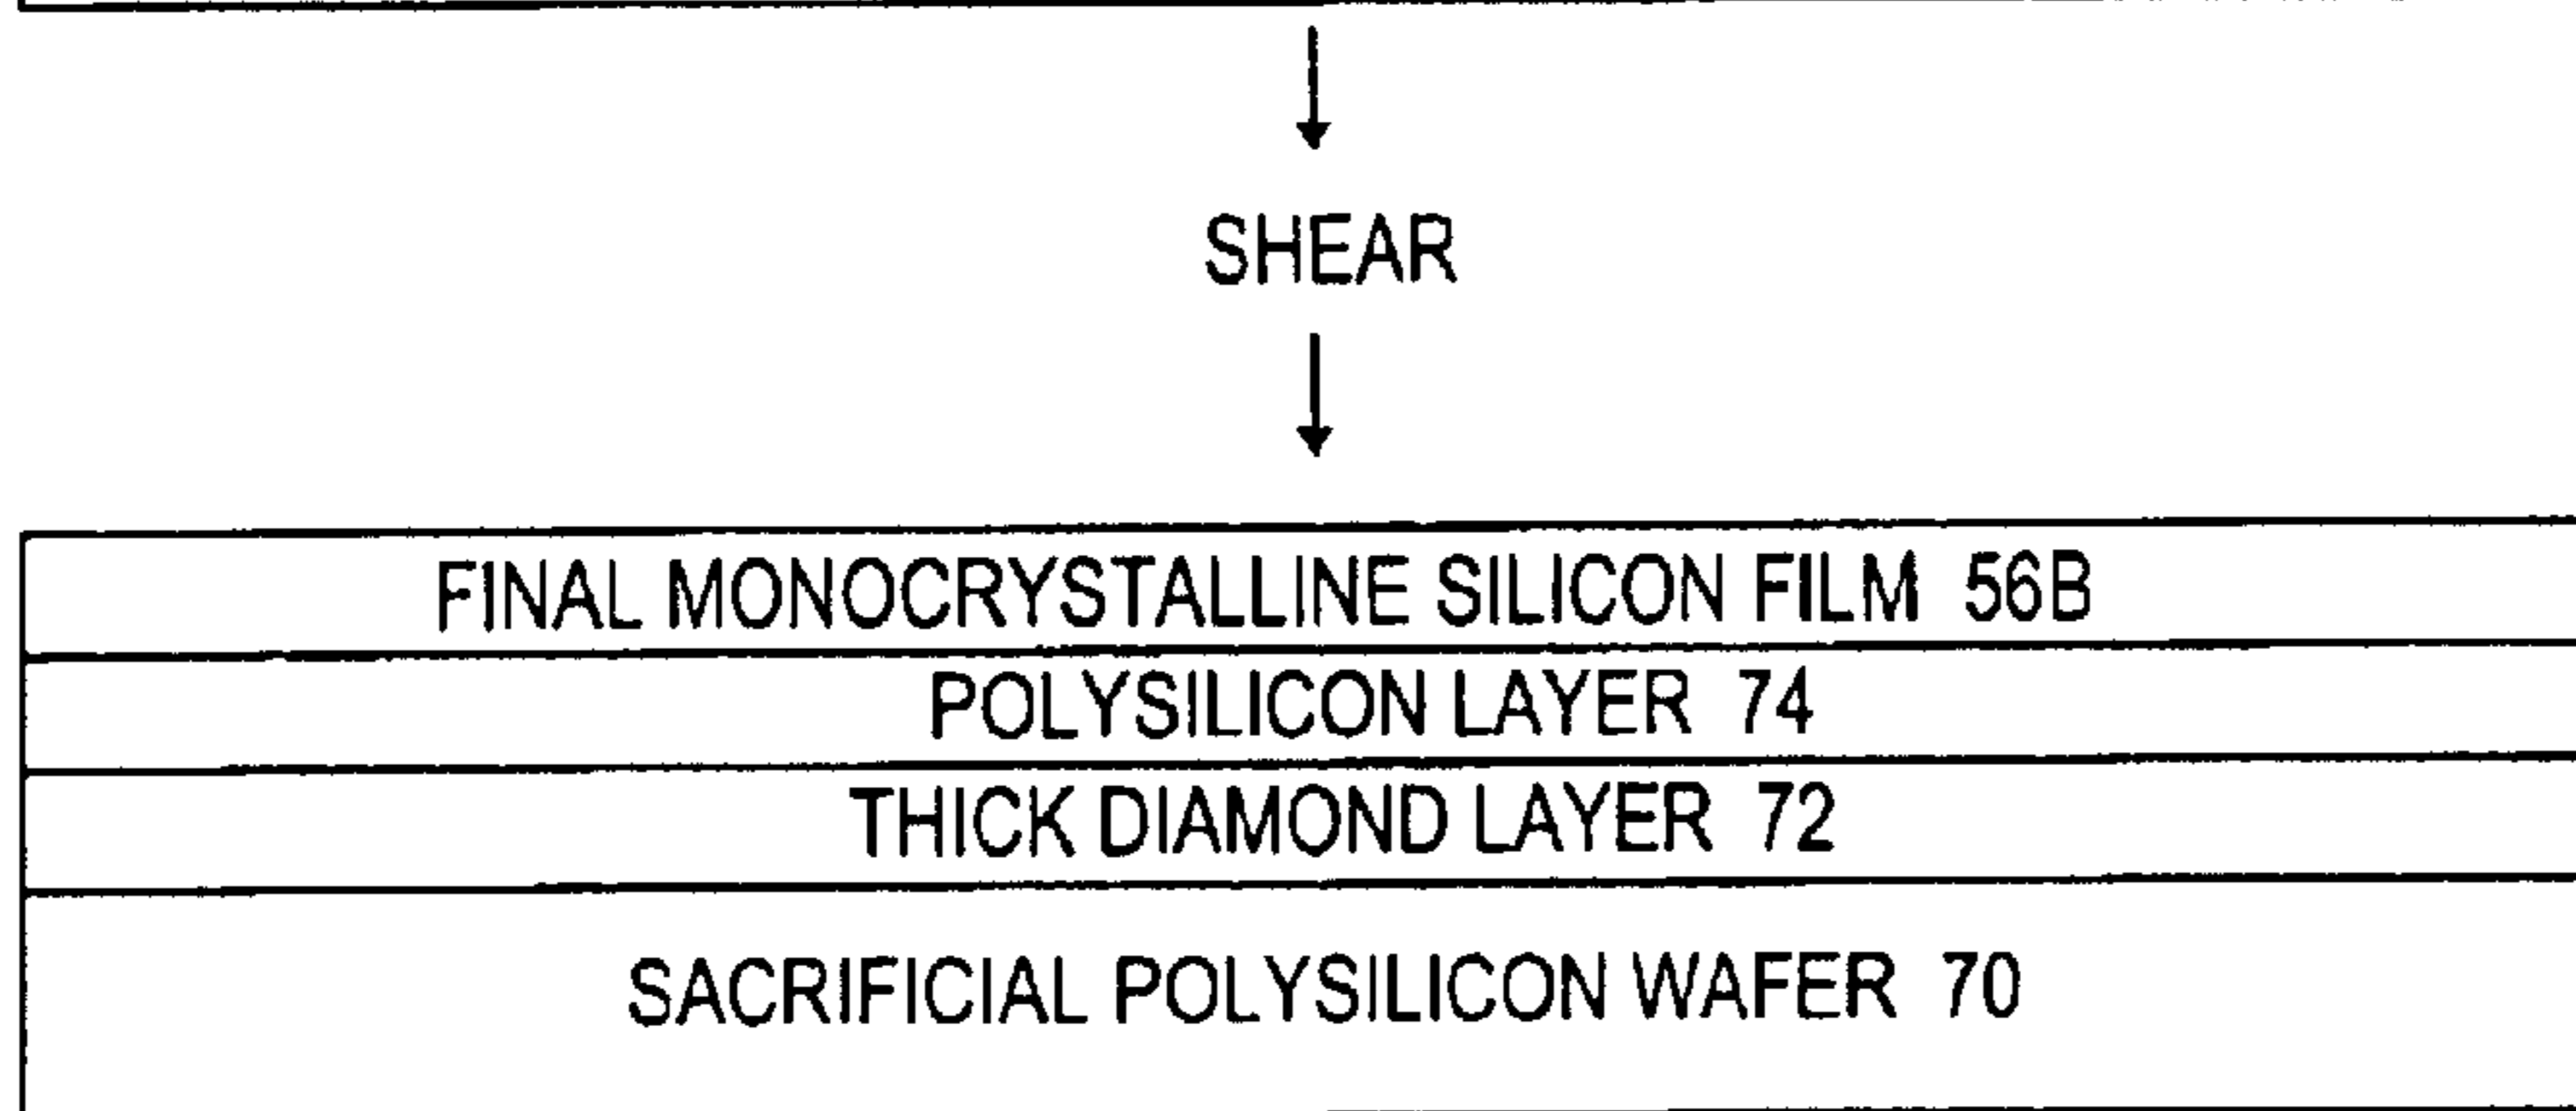 SHEAR
FINAL MONOCRYSTALLINE SILICON FILM 56B
POLYSILICON LAYER 74
THICK DIAMOND LAYER 72
SACRIFICIAL POLYSILICON WAFER 70